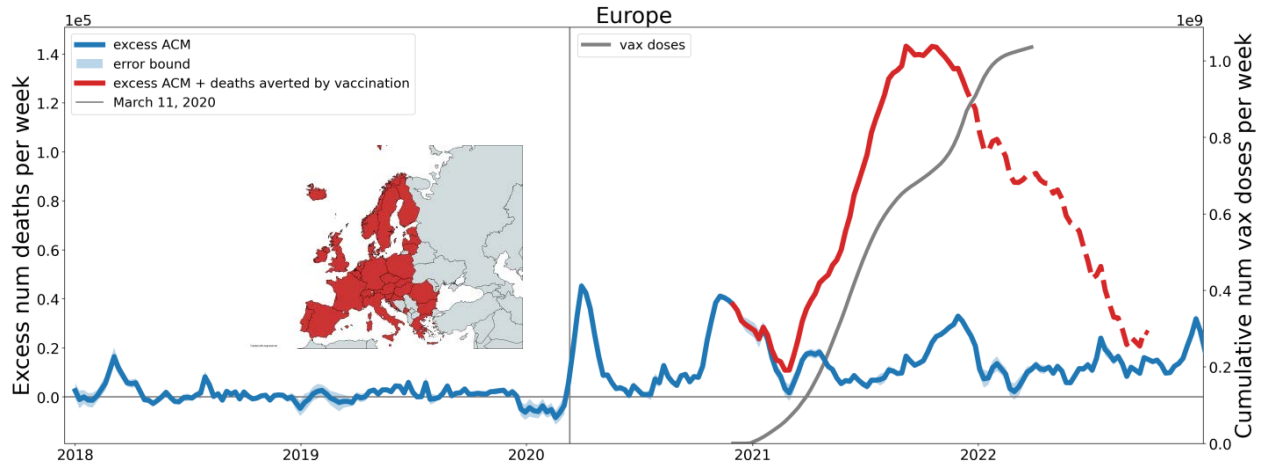 Europe
1e5
1e9
excess ACM
error bound
excess ACM + deaths averted by vaccination
March 11, 2020
vax doses
Excess num deaths per week
1.4
1.2
1.0
0.8
0.6
0.4
0.2
0.0
Cumulative num vax doses per week
1.0
0.8
0.6
0.4
0.2
0.0
2018
2019
2020
2021
2022